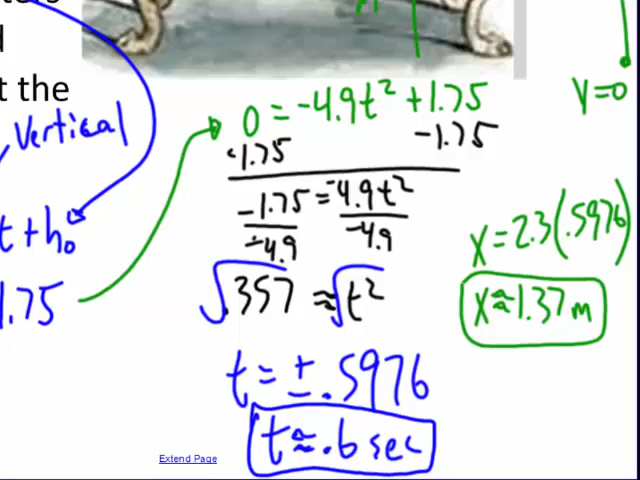 t the
Vertical
t + h₀
1.75
0 = -4.9t² + 1.75
-1.75 -1.75
-1.75 = -4.9t²
-4.9 -4.9
√.357 ≈ √t²
t = ± .5976
t ≈ .6 sec
y = 0
x = 2.3(.5976)
x ≈ 1.37 m
Extend Page